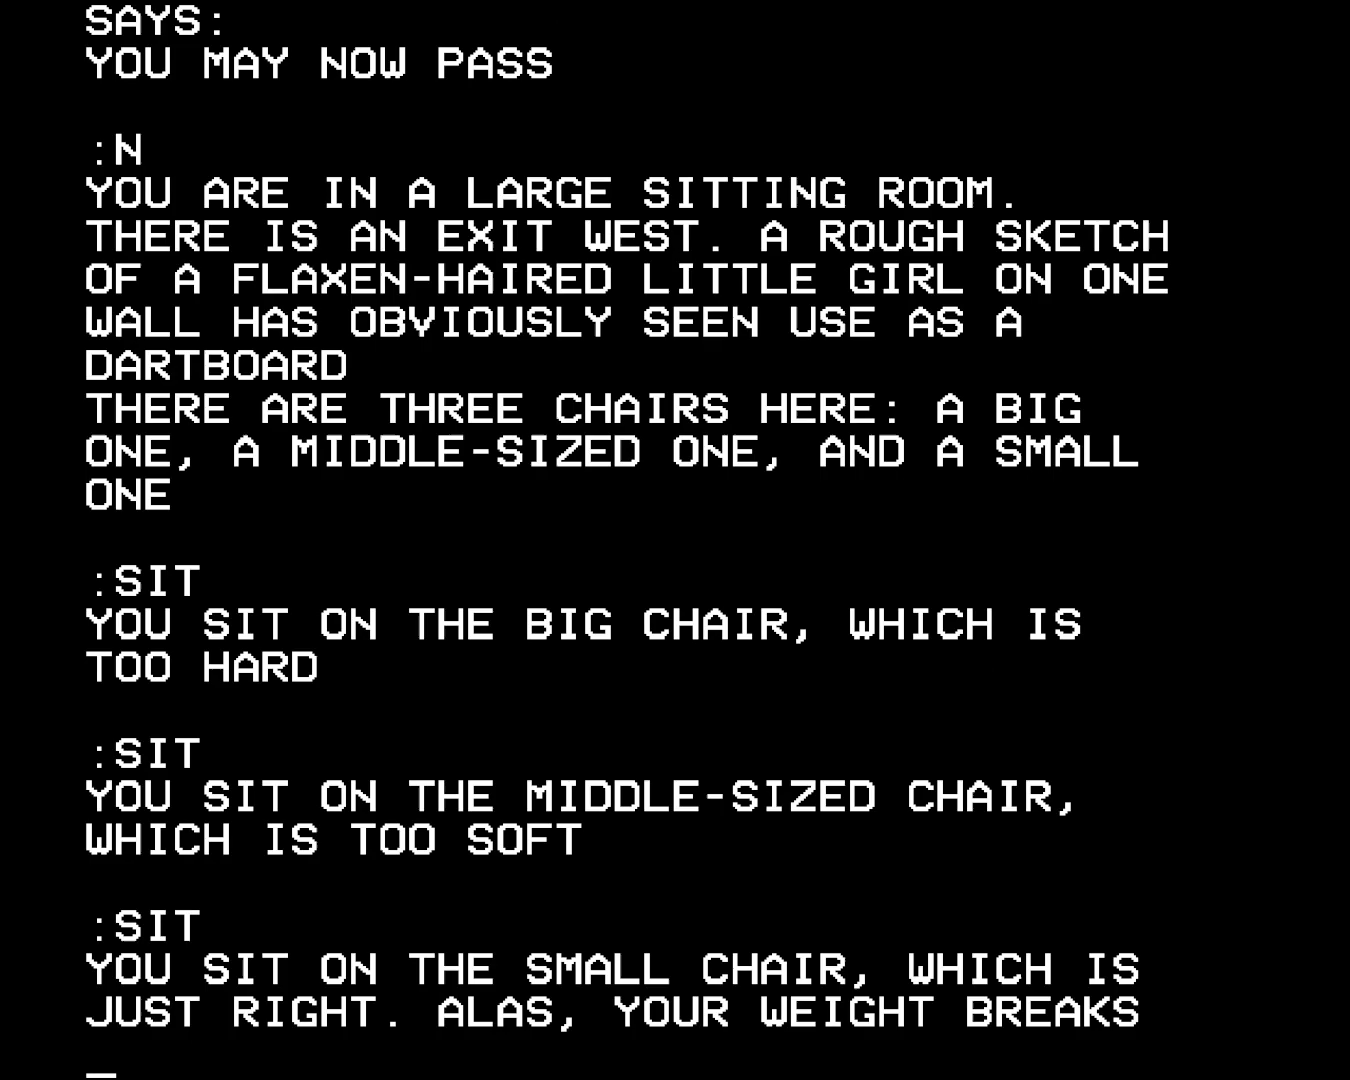 SAYS:
YOU MAY NOW PASS
:N
YOU ARE IN A LARGE SITTING ROOM.
THERE IS AN EXIT WEST. A ROUGH SKETCH
OF A FLAXEN-HAIRED LITTLE GIRL ON ONE
WALL HAS OBVIOUSLY SEEN USE AS A
DARTBOARD
THERE ARE THREE CHAIRS HERE: A BIG
ONE, A MIDDLE-SIZED ONE, AND A SMALL
ONE
:SIT
YOU SIT ON THE BIG CHAIR, WHICH IS
TOO HARD
:SIT
YOU SIT ON THE MIDDLE-SIZED CHAIR,
WHICH IS TOO SOFT
:SIT
YOU SIT ON THE SMALL CHAIR, WHICH IS
JUST RIGHT. ALAS, YOUR WEIGHT BREAKS
_